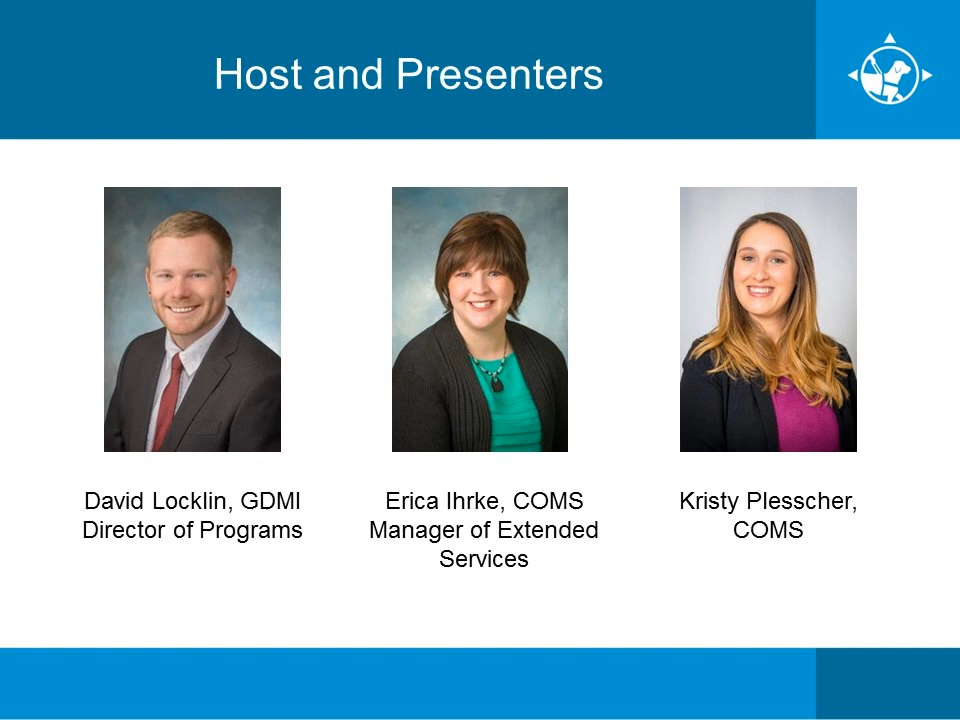 Host and Presenters
David Locklin, GDMI
Director of Programs
Erica Ihrke, COMS
Manager of Extended
Services
Kristy Plesscher,
COMS